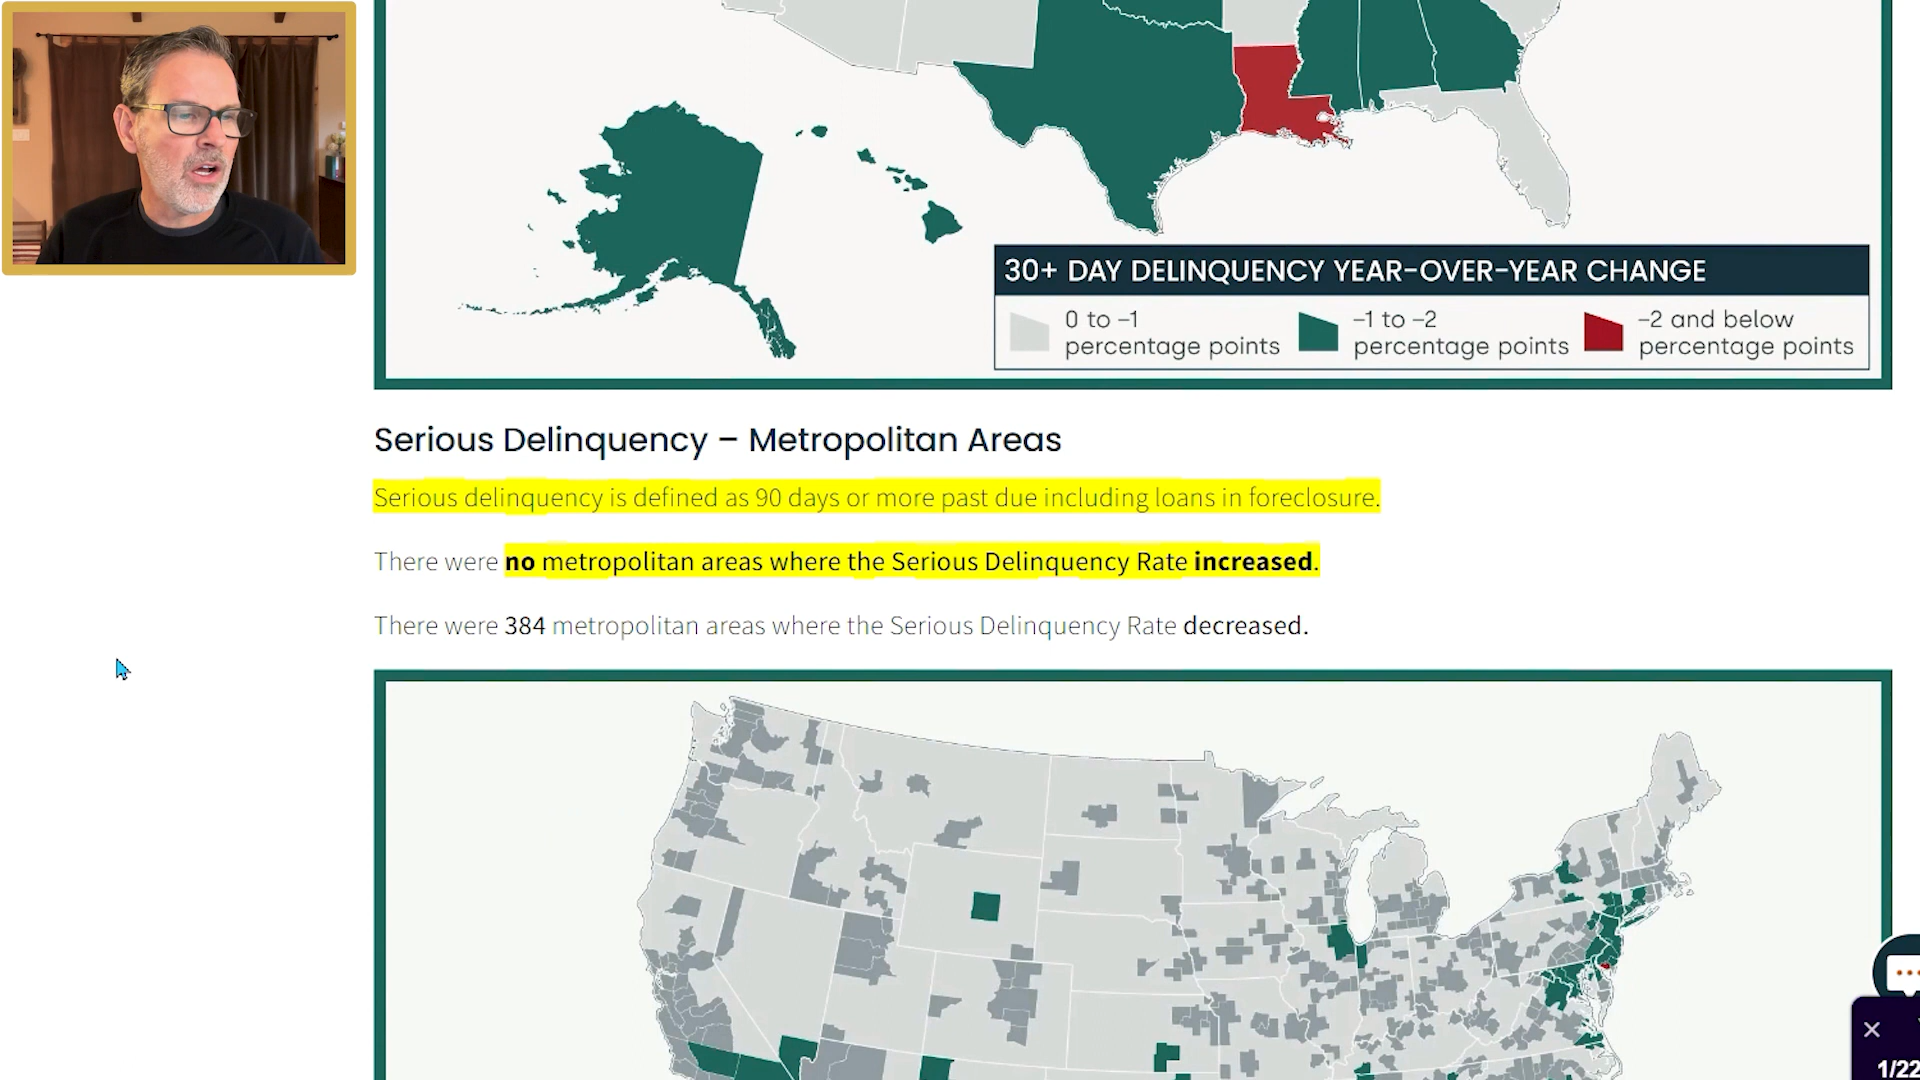 30+ DAY DELINQUENCY YEAR-OVER-YEAR CHANGE
0 to –1
percentage points
–1 to –2
percentage points
–2 and below
percentage points
Serious Delinquency – Metropolitan Areas
Serious delinquency is defined as 90 days or more past due including loans in foreclosure.
There were no metropolitan areas where the Serious Delinquency Rate increased.
There were 384 metropolitan areas where the Serious Delinquency Rate decreased.
1/22